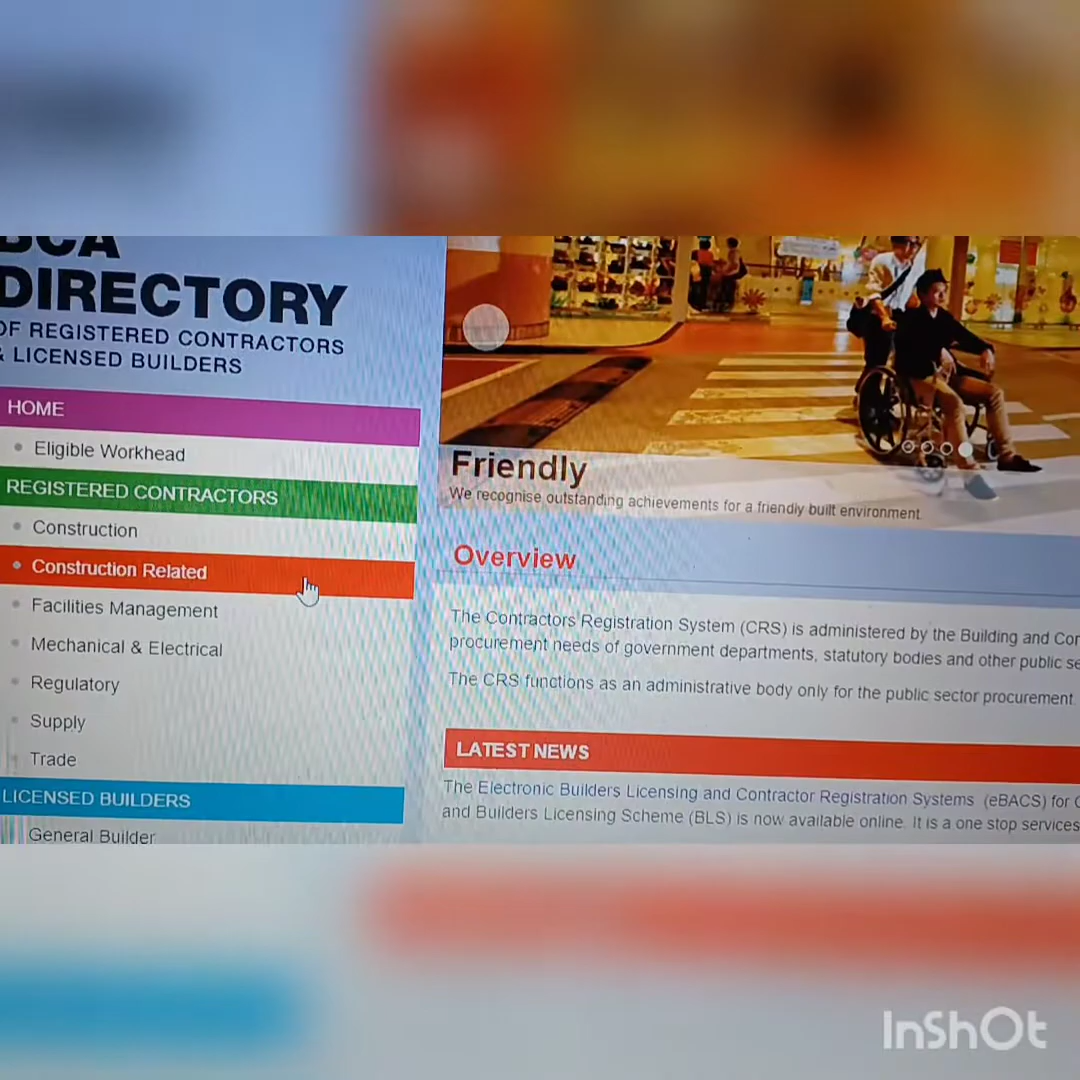 BCA
DIRECTORY
OF REGISTERED CONTRACTORS
& LICENSED BUILDERS
HOME
Eligible Workhead
REGISTERED CONTRACTORS
Construction
Construction Related
Facilities Management
Mechanical & Electrical
Regulatory
Supply
Trade
LICENSED BUILDERS
General Builder
Friendly
We recognise outstanding achievements for a friendly built environment.
Overview
The Contractors Registration System (CRS) is administered by the Building and
procurement needs of government departments, statutory bodies and other public
The CRS functions as an administrative body only for the public sector procurement.
LATEST NEWS
The Electronic Builders Licensing and Contractor Registration Systems (eBACS) for
and Builders Licensing Scheme (BLS) is now available online. It is a one stop services
InShOt